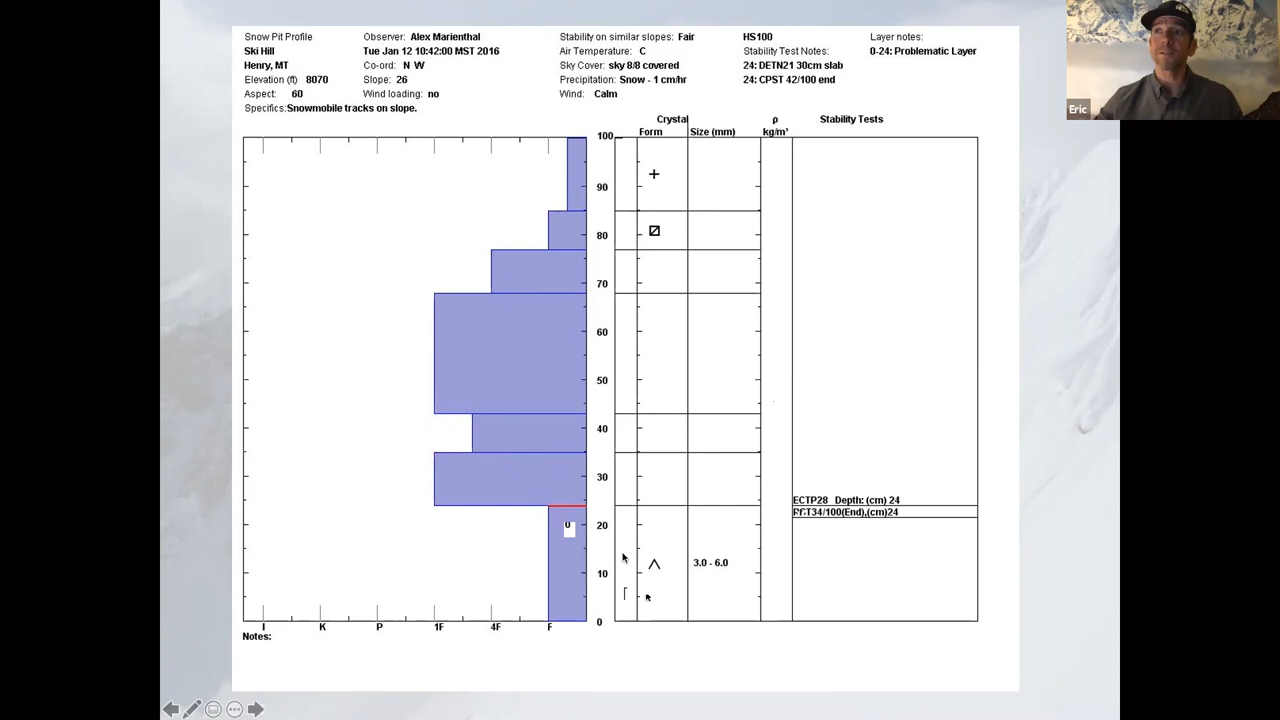 Snow Pit Profile
Ski Hill
Henry, MT
Elevation (ft) 8070
Aspect: 60
Specifics:Snowmobile tracks on slope.
Observer: Alex Marienthal
Tue Jan 12 10:42:00 MST 2016
Co-ord: N W
Slope: 26
Wind loading: no
Stability on similar slopes: Fair
Air Temperature: C
Sky Cover: sky 8/8 covered
Precipitation: Snow - 1 cm/hr
Wind: Calm
HS100
Stability Test Notes:
24: DETN21 30cm slab
24: CPST 42/100 end
Layer notes:
0-24: Problematic Layer
Eric
Crystal
Form Size (mm)
ρ
kg/m³
Stability Tests
100
90
80
70
60
50
40
30
20
10
0
ECTP28 Depth: (cm) 24
34/100(End),(cm)24
3.0 - 6.0
I K P 1F 4F F
Notes: